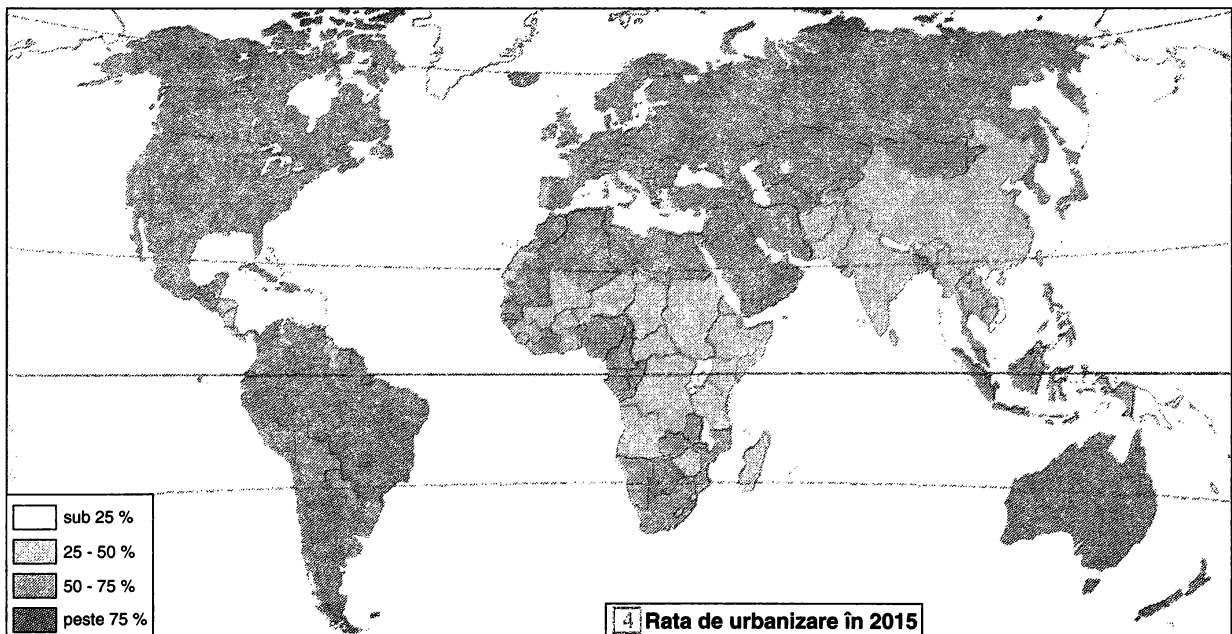 sub 25 %
25 - 50 %
50 - 75 %
peste 75 %
4 Rata de urbanizare în 2015